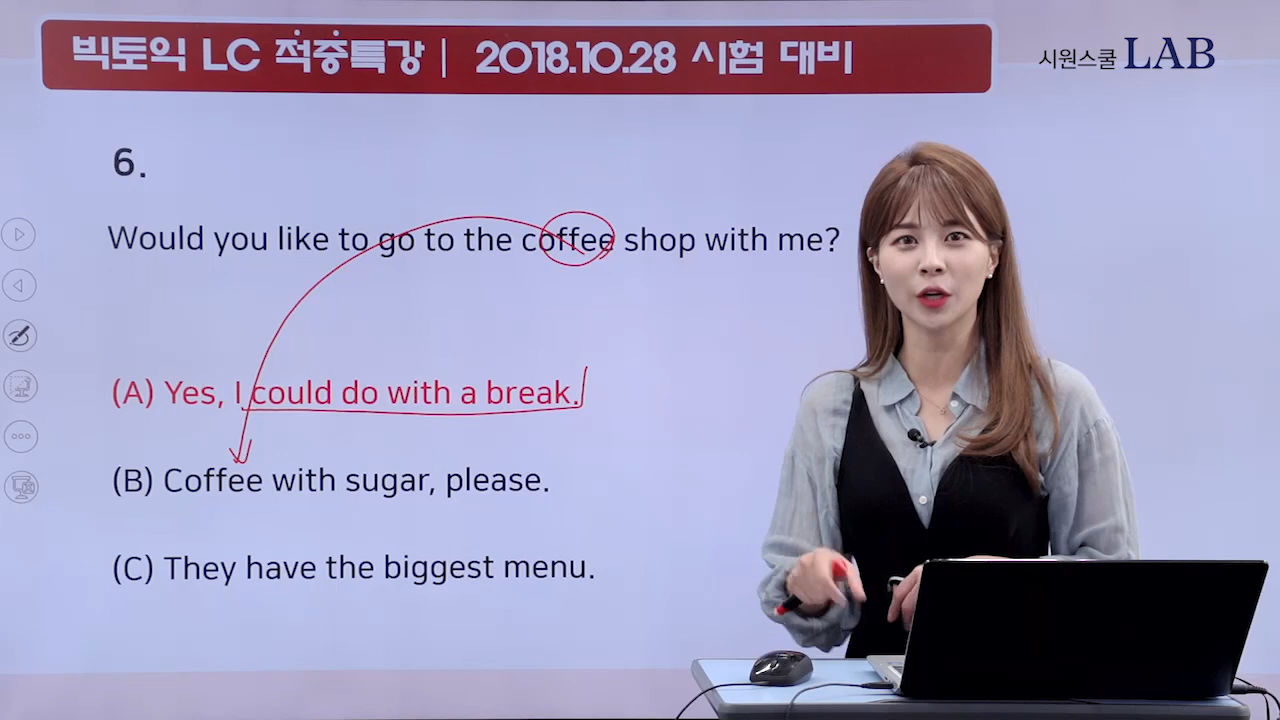 빅토익 LC 적중특강 | 2018.10.28 시험 대비
시원스쿨 LAB
6.
Would you like to go to the coffee shop with me?
(A) Yes, I could do with a break.
(B) Coffee with sugar, please.
(C) They have the biggest menu.